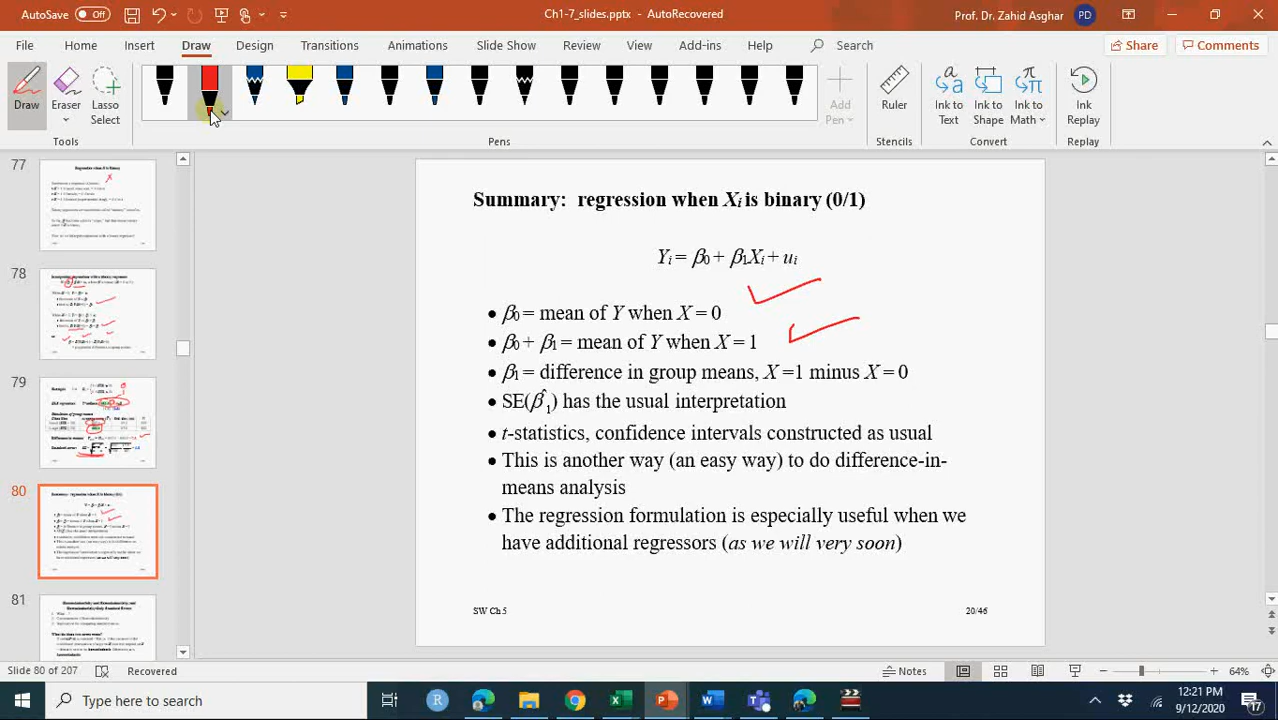 AutoSave Off
Ch1-7_slides.pptx - PowerPoint
Prof. Dr. Zahid Asghar PD
File Home Insert Draw Design Transitions Animations Slide Show Review View Add-ins Help Search Share Comments
Draw Eraser Lasso Select
Add Pen
Ruler
Ink to Text
Ink to Shape
Ink to Math
Ink Replay
Tools Pens Stencils Convert Replay
77
78
79
80
81
Summary: regression when Xi is binary (0/1)
Yi = β0 + β1Xi + ui
• β0 = mean of Y when X = 0
• β0 + β1 = mean of Y when X = 1
• β1 = difference in group means, X =1 minus X = 0
• SE(β̂1) has the usual interpretation
• t-statistics, confidence intervals constructed as usual
• This is another way (an easy way) to do difference-in-
means analysis
• The regression formulation is especially useful when we
have additional regressors (as we will very soon)
SW Ch 5 20/46
Slide 80 of 207 Recovered Notes 64%
Type here to search
12:21 PM
9/12/2020
17